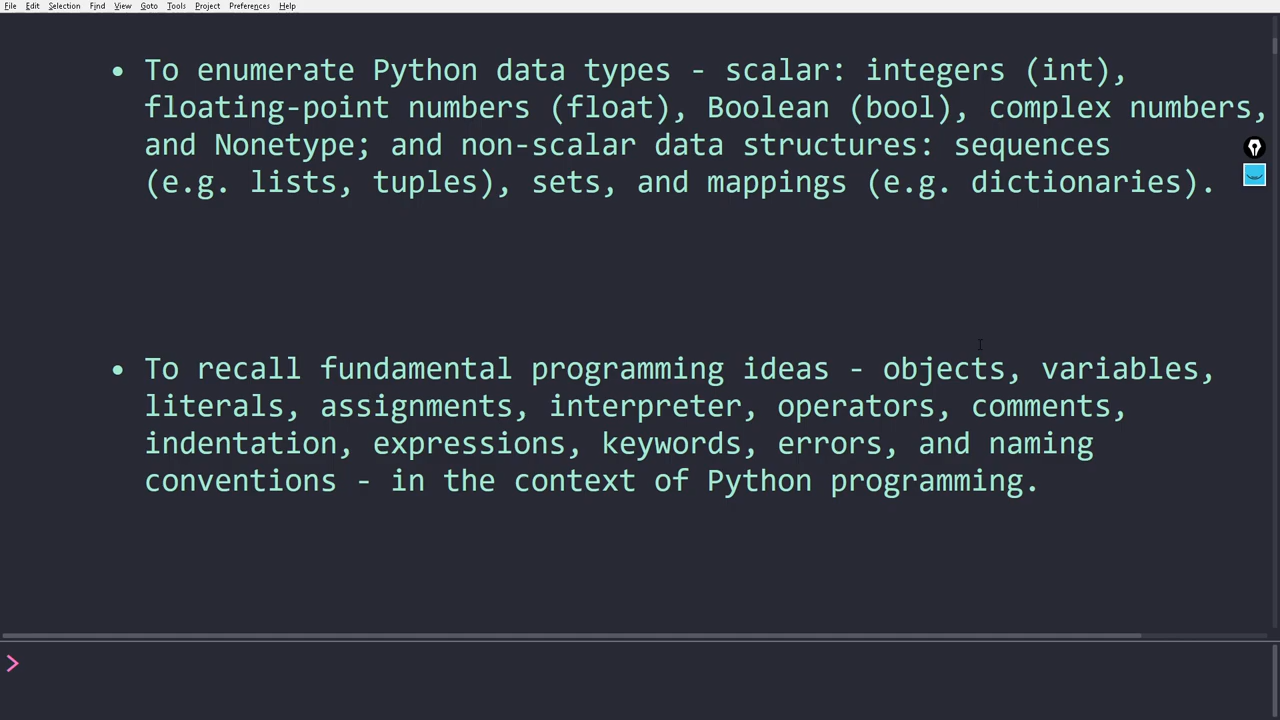 File Edit Selection Find View Goto Tools Project Preferences Help
• To enumerate Python data types - scalar: integers (int),
floating-point numbers (float), Boolean (bool), complex numbers,
and Nonetype; and non-scalar data structures: sequences
(e.g. lists, tuples), sets, and mappings (e.g. dictionaries).
• To recall fundamental programming ideas - objects, variables,
literals, assignments, interpreter, operators, comments,
indentation, expressions, keywords, errors, and naming
conventions - in the context of Python programming.
>